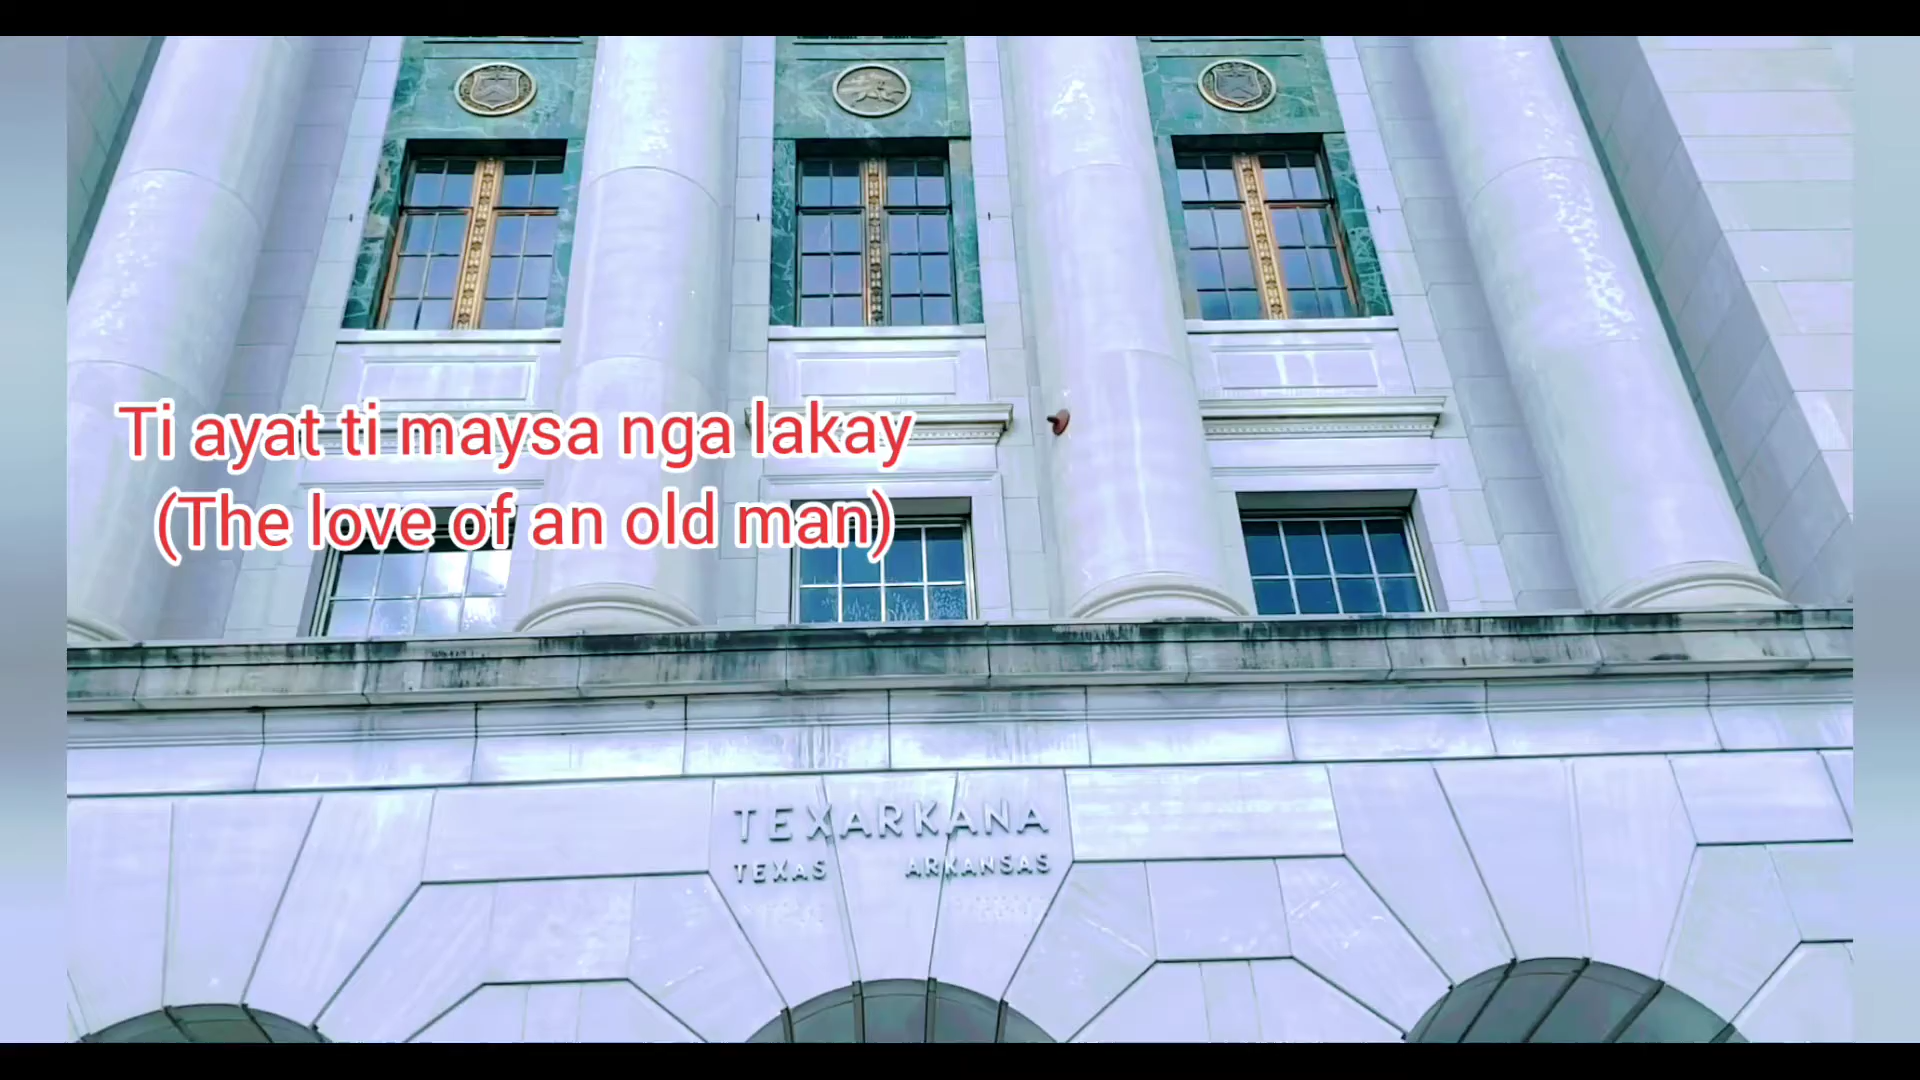 Ti ayat ti maysa nga lakay
(The love of an old man)
TEXARKANA
TEXAS ARKANSAS